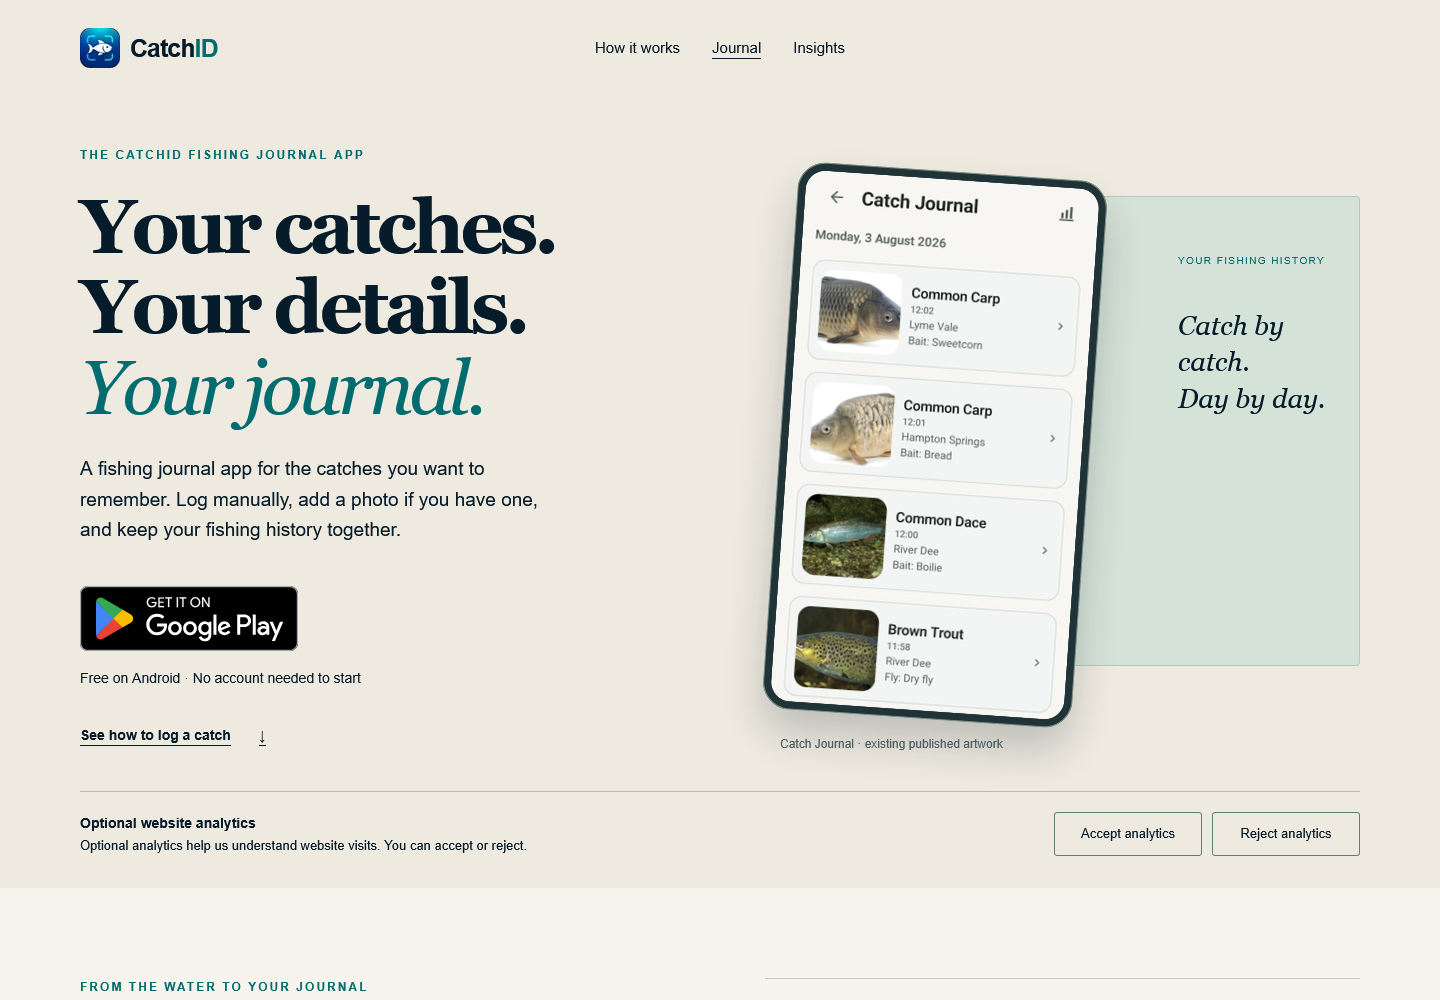 CatchID
How it works
Journal
Insights
THE CATCHID FISHING JOURNAL APP
Your catches.
Your details.
Your journal.
A fishing journal app for the catches you want to
remember. Log manually, add a photo if you have one,
and keep your fishing history together.
GET IT ON
Google Play
Free on Android · No account needed to start
See how to log a catch ↓
Catch Journal
Monday, 3 August 2026
Common Carp
12:02
Lyme Vale
Bait: Sweetcorn
Common Carp
12:01
Hampton Springs
Bait: Bread
Common Dace
12:00
River Dee
Bait: Boilie
Brown Trout
11:58
River Dee
Fly: Dry fly
YOUR FISHING HISTORY
Catch by
catch.
Day by day.
Catch Journal · existing published artwork
Optional website analytics
Optional analytics help us understand website visits. You can accept or reject.
Accept analytics
Reject analytics
FROM THE WATER TO YOUR JOURNAL